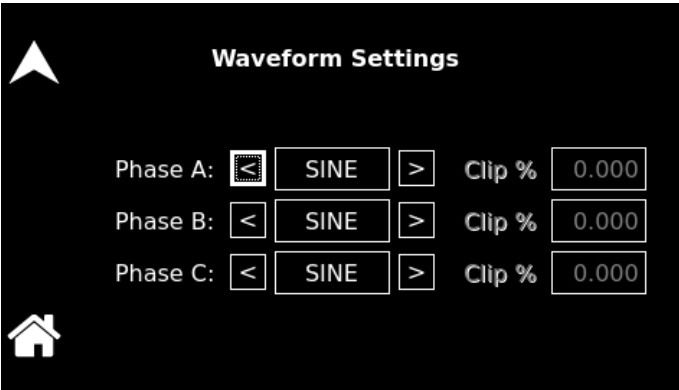 Waveform Settings
Phase A: < SINE > Clip % 0.000
Phase B: < SINE > Clip % 0.000
Phase C: < SINE > Clip % 0.000